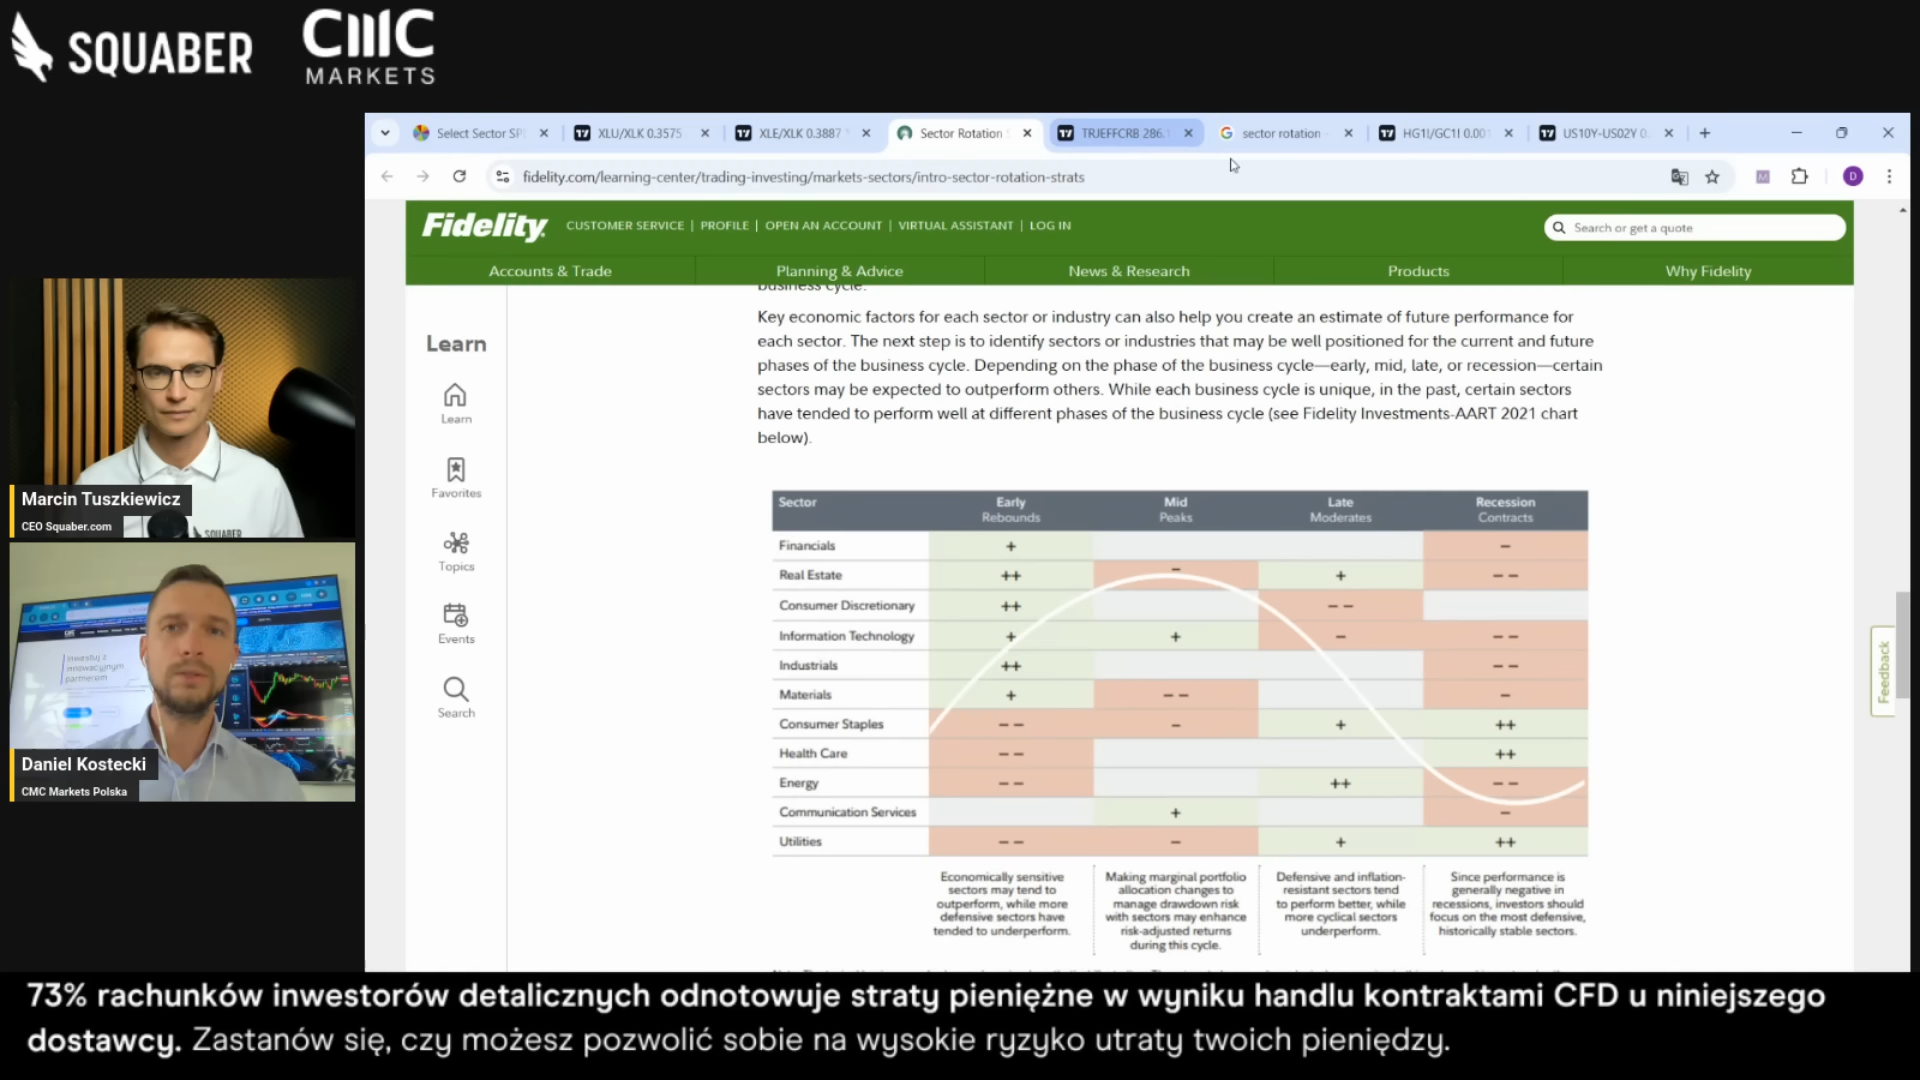 SQUABER
CMC
MARKETS
Select Sector SP
XLU/XLK 0.3575
XLE/XLK 0.3887
Sector Rotation
TRJEFFCRB 286.
sector rotation
HG1!/GC1! 0.00
US10Y-US02Y 0.
fidelity.com/learning-center/trading-investing/markets-sectors/intro-sector-rotation-strats
D
Fidelity
CUSTOMER SERVICE | PROFILE | OPEN AN ACCOUNT | VIRTUAL ASSISTANT | LOG IN
Search or get a quote
Accounts & Trade
Planning & Advice
News & Research
Products
Why Fidelity
business cycle.
Learn
Learn
Favorites
Topics
Events
Search
Key economic factors for each sector or industry can also help you create an estimate of future performance for
each sector. The next step is to identify sectors or industries that may be well positioned for the current and future
phases of the business cycle. Depending on the phase of the business cycle—early, mid, late, or recession—certain
sectors may be expected to outperform others. While each business cycle is unique, in the past, certain sectors
have tended to perform well at different phases of the business cycle (see Fidelity Investments-AART 2021 chart
below).
Sector Early Mid Late Recession
Rebounds Peaks Moderates Contracts
Financials + -
Real Estate ++ - + --
Consumer Discretionary ++ --
Information Technology + + - --
Industrials ++ --
Materials + -- -
Consumer Staples -- - + ++
Health Care -- ++
Energy -- ++ --
Communication Services + -
Utilities -- - + ++
Economically sensitive
sectors may tend to
outperform, while more
defensive sectors have
tended to underperform.
Making marginal portfolio
allocation changes to
manage drawdown risk
with sectors may enhance
risk-adjusted returns
during this cycle.
Defensive and inflation-
resistant sectors tend
to perform better, while
more cyclical sectors
underperform.
Since performance is
generally negative in
recessions, investors should
focus on the most defensive,
historically stable sectors.
Feedback
Marcin Tuszkiewicz
CEO Squaber.com
SQUABER
Inwestuj z
innowacyjnym
partnerem
Daniel Kostecki
CMC Markets Polska
73% rachunków inwestorów detalicznych odnotowuje straty pieniężne w wyniku handlu kontraktami CFD u niniejszego
dostawcy. Zastanów się, czy możesz pozwolić sobie na wysokie ryzyko utraty twoich pieniędzy.